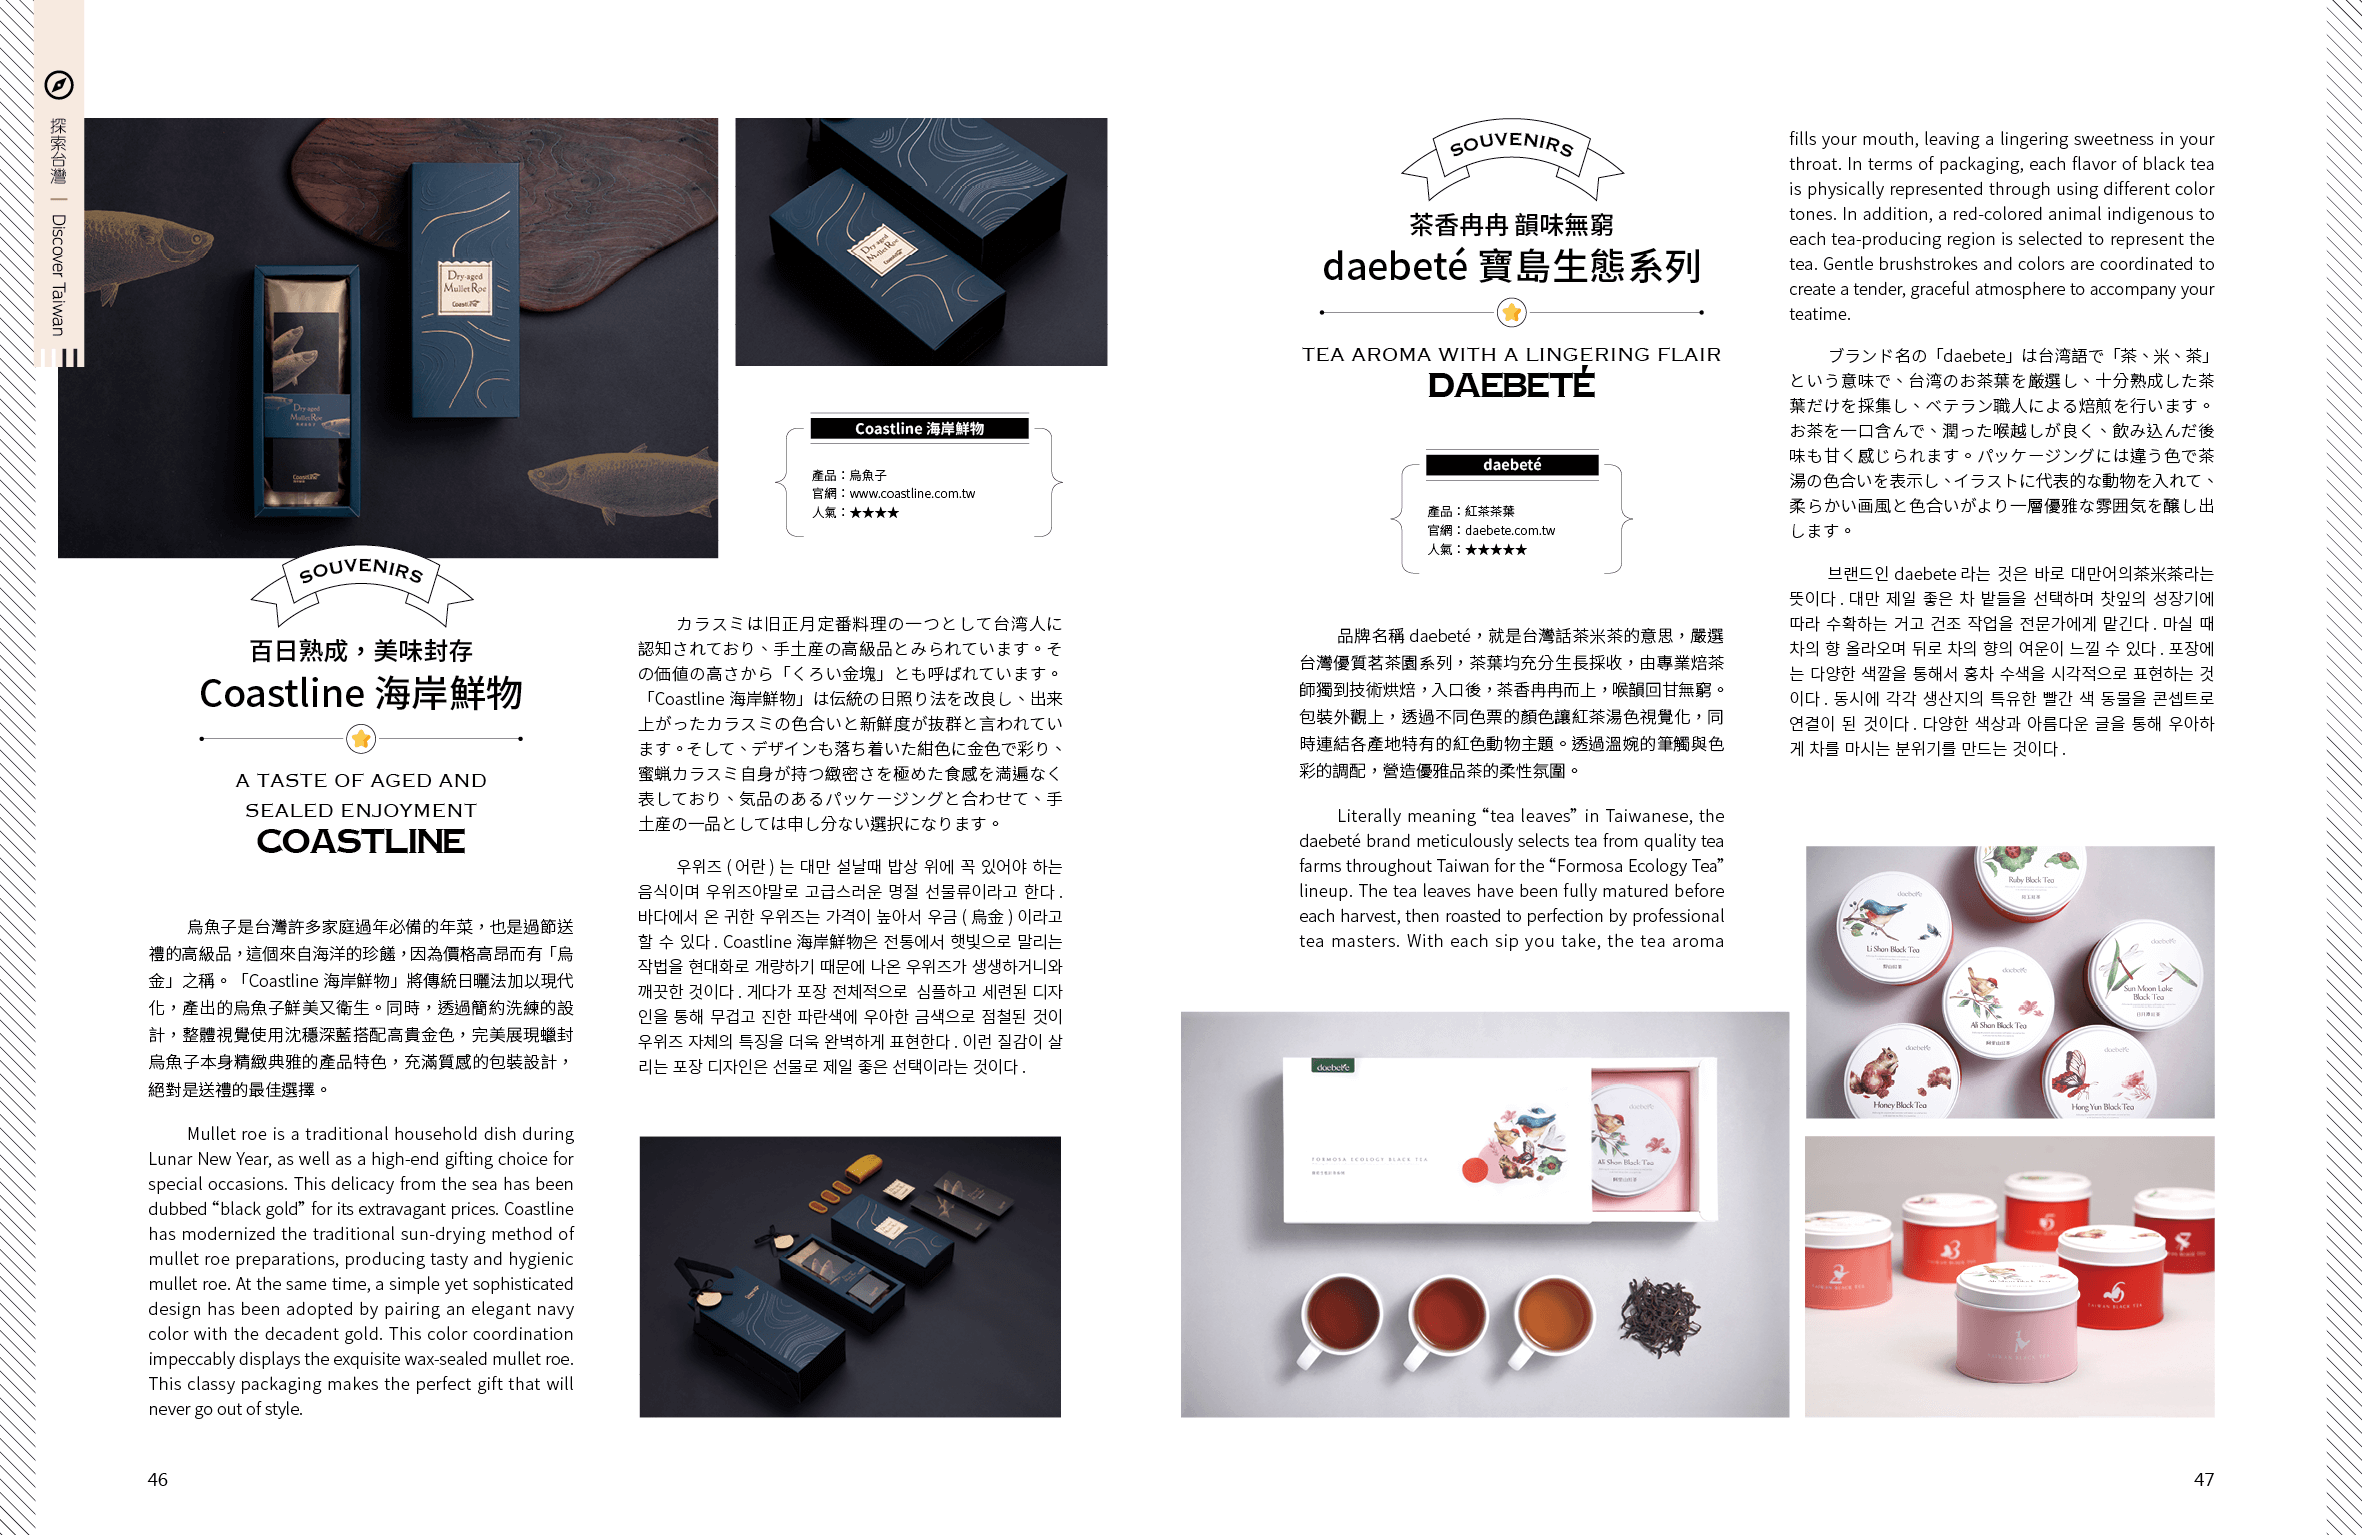 探索台灣 | Discover Taiwan
Dry-aged
Mullet Roe
Coastline
Dry-aged
Mullet Roe
Coastline
Dry-aged
Mullet Roe
Coastline
Coastline 海岸鮮物
產品：烏魚子
官網：www.coastline.com.tw
人氣：★★★★
SOUVENIRS
百日熟成，美味封存
Coastline 海岸鮮物
A TASTE OF AGED AND
SEALED ENJOYMENT
COASTLINE
烏魚子是台灣許多家庭過年必備的年菜，也是過節送
禮的高級品，這個來自海洋的珍饈，因為價格高昂而有「烏
金」之稱。「Coastline 海岸鮮物」將傳統日曬法加以現代
化，產出的烏魚子鮮美又衛生。同時，透過簡約洗練的設
計，整體視覺使用沈穩深藍搭配高貴金色，完美展現蠟封
烏魚子本身精緻典雅的產品特色，充滿質感的包裝設計，
絕對是送禮的最佳選擇。
Mullet roe is a traditional household dish during
Lunar New Year, as well as a high-end gifting choice for
special occasions. This delicacy from the sea has been
dubbed “black gold” for its extravagant prices. Coastline
has modernized the traditional sun-drying method of
mullet roe preparations, producing tasty and hygienic
mullet roe. At the same time, a simple yet sophisticated
design has been adopted by pairing an elegant navy
color with the decadent gold. This color coordination
impeccably displays the exquisite wax-sealed mullet roe.
This classy packaging makes the perfect gift that will
never go out of style.
カラスミは旧正月定番料理の一つとして台湾人に
認知されており、手土産の高級品とみられています。そ
の価値の高さから「くろい金塊」とも呼ばれています。
「Coastline 海岸鮮物」は伝統の日照り法を改良し、出来
上がったカラスミの色合いと新鮮度が抜群と言われてい
ます。そして、デザインも落ち着いた紺色に金色で彩り、
蜜蝋カラスミ自身が持つ緻密さを極めた食感を満遍なく
表しており、気品のあるパッケージングと合わせて、手
土産の一品としては申し分ない選択になります。
우위즈 ( 어란 ) 는 대만 설날때 밥상 위에 꼭 있어야 하는
음식이며 우위즈야말로 고급스러운 명절 선물류이라고 한다 .
바다에서 온 귀한 우위즈는 가격이 높아서 우금 ( 烏金 ) 이라고
할 수 있다 . Coastline 海岸鮮物은 전통에서 햇빛으로 말리는
작법을 현대화로 개량하기 때문에 나온 우위즈가 생생하거니와
깨끗한 것이다 . 게다가 포장 전체적으로 심플하고 세련된 디자
인을 통해 무겁고 진한 파란색에 우아한 금색으로 점철된 것이
우위즈 자체의 특징을 더욱 완벽하게 표현한다 . 이런 질감이 살
리는 포장 디자인은 선물로 제일 좋은 선택이라는 것이다 .
46
SOUVENIRS
茶香冉冉 韻味無窮
daebeté 寶島生態系列
TEA AROMA WITH A LINGERING FLAIR
DAEBETÉ
daebeté
產品：紅茶茶葉
官網：daebete.com.tw
人氣：★★★★★
品牌名稱 daebeté，就是台灣話茶米茶的意思，嚴選
台灣優質茗茶園系列，茶葉均充分生長採收，由專業焙茶
師獨到技術烘焙，入口後，茶香冉冉而上，喉韻回甘無窮。
包裝外觀上，透過不同色票的顏色讓紅茶湯色視覺化，同
時連結各產地特有的紅色動物主題。透過溫婉的筆觸與色
彩的調配，營造優雅品茶的柔性氛圍。
Literally meaning “tea leaves” in Taiwanese, the
daebeté brand meticulously selects tea from quality tea
farms throughout Taiwan for the “Formosa Ecology Tea”
lineup. The tea leaves have been fully matured before
each harvest, then roasted to perfection by professional
tea masters. With each sip you take, the tea aroma
fills your mouth, leaving a lingering sweetness in your
throat. In terms of packaging, each flavor of black tea
is physically represented through using different color
tones. In addition, a red-colored animal indigenous to
each tea-producing region is selected to represent the
tea. Gentle brushstrokes and colors are coordinated to
create a tender, graceful atmosphere to accompany your
teatime.
ブランド名の「daebete」は台湾語で「茶、米、茶」
という意味で、台湾のお茶葉を厳選し、十分熟成した茶
葉だけを採集し、ベテラン職人による焙煎を行います。
お茶を一口含んで、潤った喉越しが良く、飲み込んだ後
味も甘く感じられます。パッケージングには違う色で茶
湯の色合いを表示し、イラストに代表的な動物を入れて、
柔らかい画風と色合いがより一層優雅な雰囲気を醸し出
します。
브랜드인 daebete 라는 것은 바로 대만어의茶米茶라는
뜻이다 . 대만 제일 좋은 차 밭들을 선택하며 찻잎의 성장기에
따라 수확하는 거고 건조 작업을 전문가에게 맡긴다 . 마실 때
차의 향 올라오며 뒤로 차의 향의 여운이 느낄 수 있다 . 포장에
는 다양한 색깔을 통해서 홍차 수색을 시각적으로 표현하는 것
이다 . 동시에 각각 생산지의 특유한 빨간 색 동물을 콘셉트로
연결이 된 것이다 . 다양한 색상과 아름다운 글을 통해 우아하
게 차를 마시는 분위기를 만드는 것이다 .
daebeté
FORMOSA ECOLOGY BLACK TEA
daebeté
Ali Shan Black Tea
阿里山紅茶
Ruby Black Tea
daebeté
Li Shan Black Tea
梨山紅茶
daebeté
Sun Moon Lake
Black Tea
日月潭紅茶
daebeté
Ali Shan Black Tea
阿里山紅茶
daebeté
Honey Black Tea
daebeté
Hong Yun Black Tea
2
TAIWAN BLACK TEA
3
6
TAIWAN BLACK TEA
47